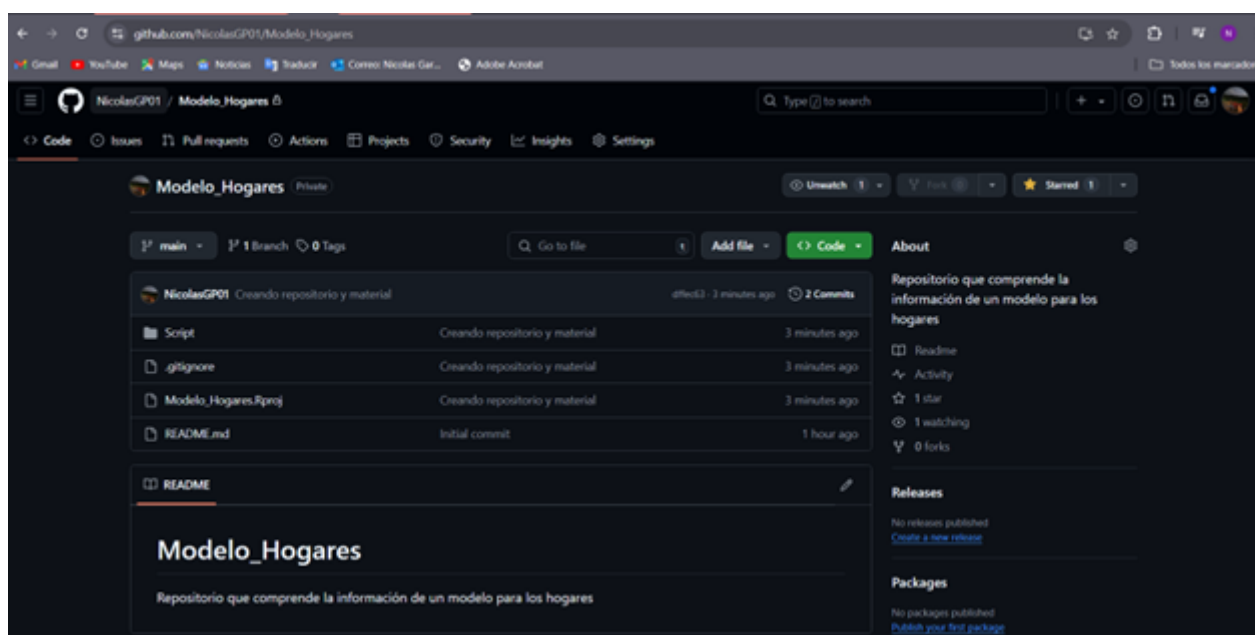 github.com/NicolasGP01/Modelo_Hogares
Gmail YouTube Maps Noticias Traducir Correo: Nicolas Gar... Adobe Acrobat Todos los marcador
NicolasGP01 / Modelo_Hogares Type / to search
Code Issues Pull requests Actions Projects Security Insights Settings
Modelo_Hogares Private Unwatch 1 Fork 0 Starred 1
main 1 Branch 0 Tags Go to file t Add file Code
About
Repositorio que comprende la
información de un modelo para los
hogares
Readme
Activity
1 star
1 watching
0 forks
Releases
No releases published
Create a new release
Packages
No packages published
Publish your first package
NicolasGP01 Creando repositorio y material 3 minutes ago 2 Commits
Script Creando repositorio y material 3 minutes ago
.gitignore Creando repositorio y material 3 minutes ago
Modelo_Hogares.Rproj Creando repositorio y material 3 minutes ago
README.md Initial commit 1 hour ago
README
Modelo_Hogares
Repositorio que comprende la información de un modelo para los hogares